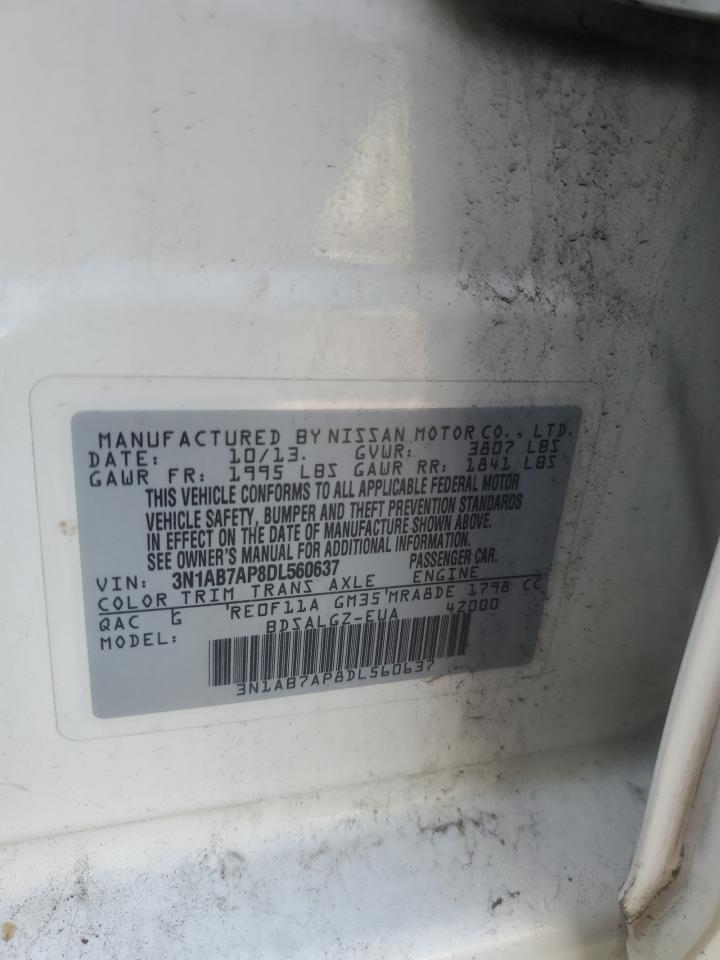 MANUFACTURED BY NISSAN MOTOR CO., LTD.
DATE: 10/13. GVWR: 3807 LBS
GAWR FR: 1995 LBS GAWR RR: 1841 LBS
THIS VEHICLE CONFORMS TO ALL APPLICABLE FEDERAL MOTOR
VEHICLE SAFETY, BUMPER AND THEFT PREVENTION STANDARDS
IN EFFECT ON THE DATE OF MANUFACTURE SHOWN ABOVE.
SEE OWNER'S MANUAL FOR ADDITIONAL INFORMATION.
VIN: 3N1AB7AP8DL560637 PASSENGER CAR.
COLOR TRIM TRANS AXLE ENGINE
QAC G RE0F11A GM35 MRA8DE 1798 CC
MODEL: BDSALGZ-EUA 4Z000
3N1AB7AP8DL560637